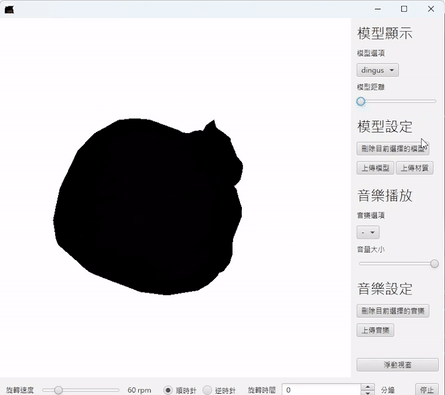 模型顯示
模型選項
dingus
模型距離
模型設定
刪除目前選擇的模型
上傳模型 上傳材質
音樂播放
音樂選項
-
音量大小
音樂設定
刪除目前選擇的音樂
上傳音樂
浮動視窗
旋轉速度 60 rpm 順時針 逆時針 旋轉時間 0 分鐘 停止